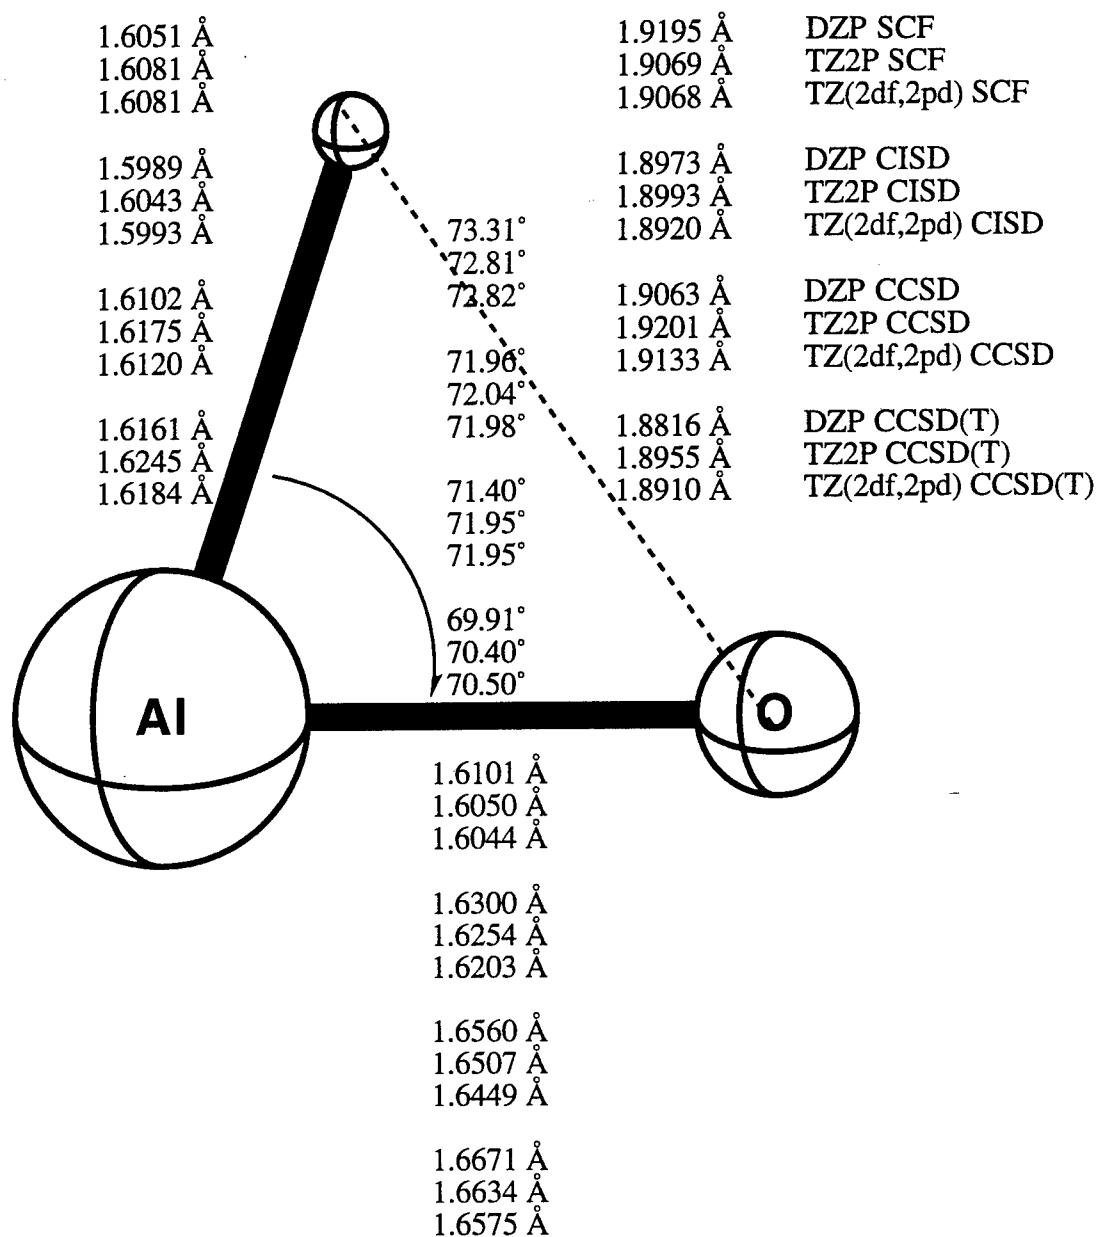 1.6051 Å 1.9195 Å DZP SCF
1.6081 Å 1.9069 Å TZ2P SCF
1.6081 Å 1.9068 Å TZ(2df,2pd) SCF
1.5989 Å 1.8973 Å DZP CISD
1.6043 Å 1.8993 Å TZ2P CISD
1.5993 Å 1.8920 Å TZ(2df,2pd) CISD
73.31°
72.81°
72.82°
1.6102 Å 1.9063 Å DZP CCSD
1.6175 Å 1.9201 Å TZ2P CCSD
1.6120 Å 1.9133 Å TZ(2df,2pd) CCSD
71.96°
72.04°
71.98°
1.6161 Å 1.8816 Å DZP CCSD(T)
1.6245 Å 1.8955 Å TZ2P CCSD(T)
1.6184 Å 1.8910 Å TZ(2df,2pd) CCSD(T)
71.40°
71.95°
71.95°
69.91°
70.40°
70.50°
Al O
1.6101 Å
1.6050 Å
1.6044 Å
1.6300 Å
1.6254 Å
1.6203 Å
1.6560 Å
1.6507 Å
1.6449 Å
1.6671 Å
1.6634 Å
1.6575 Å